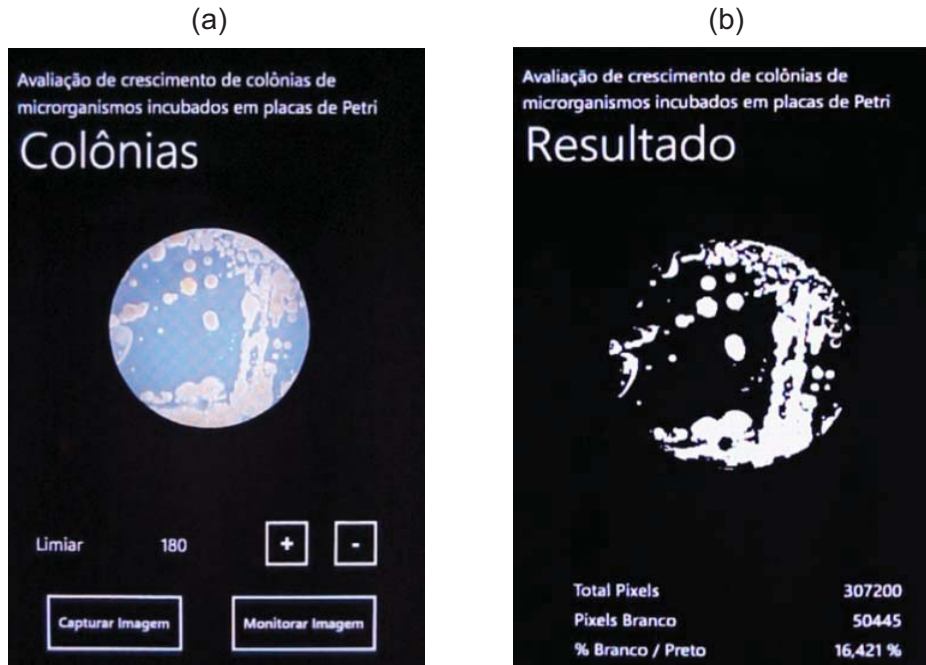 (a)
Avaliação de crescimento de colônias de
microrganismos incubados em placas de Petri
Colônias
Limiar 180 + -
Capturar Imagem Monitorar Imagem
(b)
Avaliação de crescimento de colônias de
microrganismos incubados em placas de Petri
Resultado
Total Pixels 307200
Pixels Branco 50445
% Branco / Preto 16,421 %